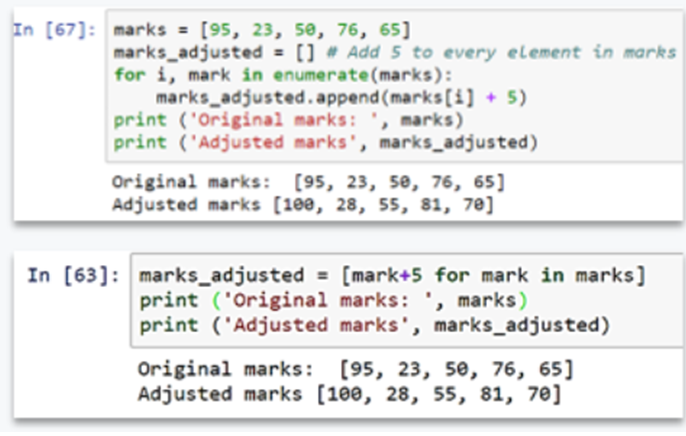 In [67]: marks = [95, 23, 50, 76, 65]
marks_adjusted = [] # Add 5 to every element in marks
for i, mark in enumerate(marks):
    marks_adjusted.append(marks[i] + 5)
print ('Original marks: ', marks)
print ('Adjusted marks', marks_adjusted)
Original marks:  [95, 23, 50, 76, 65]
Adjusted marks [100, 28, 55, 81, 70]
In [63]: marks_adjusted = [mark+5 for mark in marks]
print ('Original marks: ', marks)
print ('Adjusted marks', marks_adjusted)
Original marks:  [95, 23, 50, 76, 65]
Adjusted marks [100, 28, 55, 81, 70]